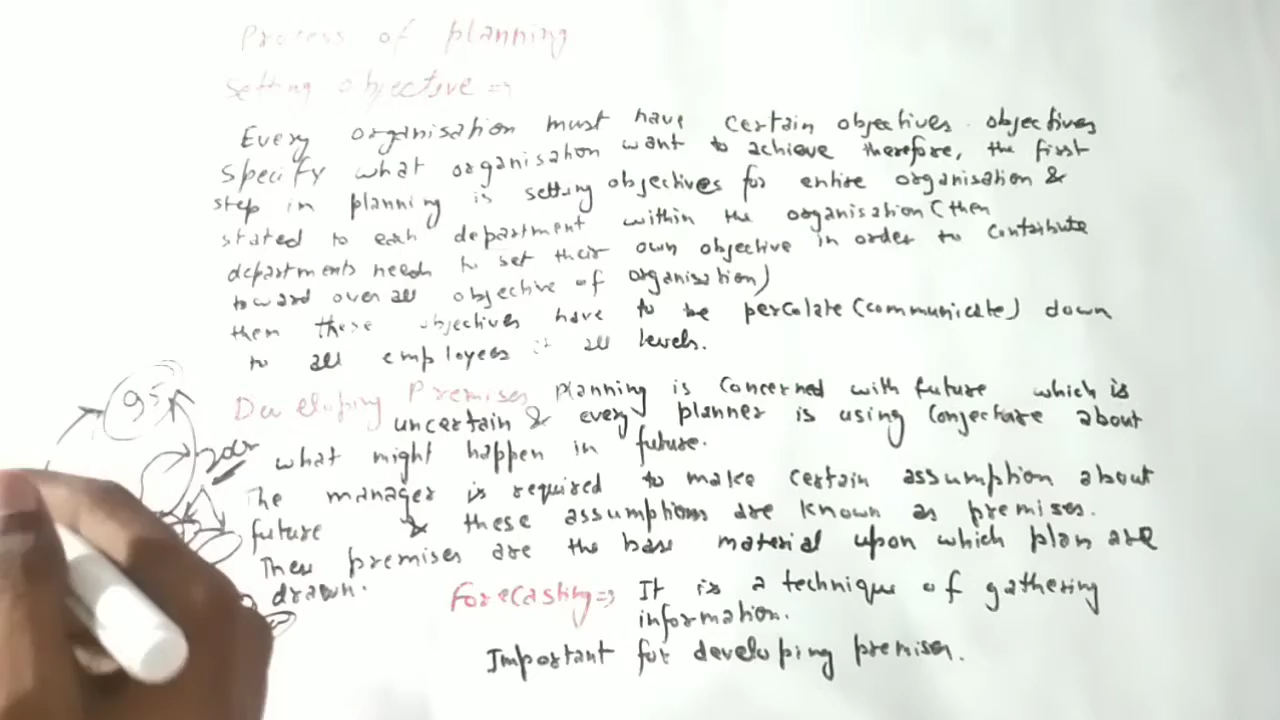 Process of planning
Setting Objective =>
Every organisation must have certain objectives. objectives
specify what organisation want to achieve therefore, the first
step in planning is setting objectives for entire organisation &
stated to each department within the organisation (then
departments needs to set their own objective in order to contribute
toward over all objective of organisation)
then these objectives have to be percolate (communicate) down
to all employees at all levels.
Developing Premises planning is concerned with future which is
uncertain & every planner is using Conjecture about
what might happen in future.
The manager is required to make certain assumption about
future & these assumptions are known as premises.
These premises are the base material upon which plan are
drawn.
forecasting => It is a technique of gathering
information.
Important for developing premises.